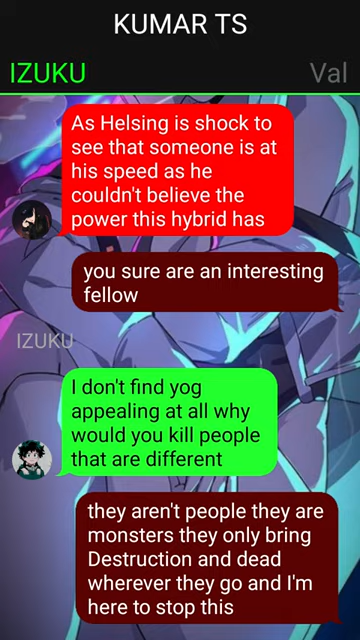 KUMAR TS
IZUKU
Val
As Helsing is shock to
see that someone is at
his speed as he
couldn't believe the
power this hybrid has
you sure are an interesting
fellow
IZUKU
I don't find yog
appealing at all why
would you kill people
that are different
they aren't people they are
monsters they only bring
Destruction and dead
wherever they go and I'm
here to stop this